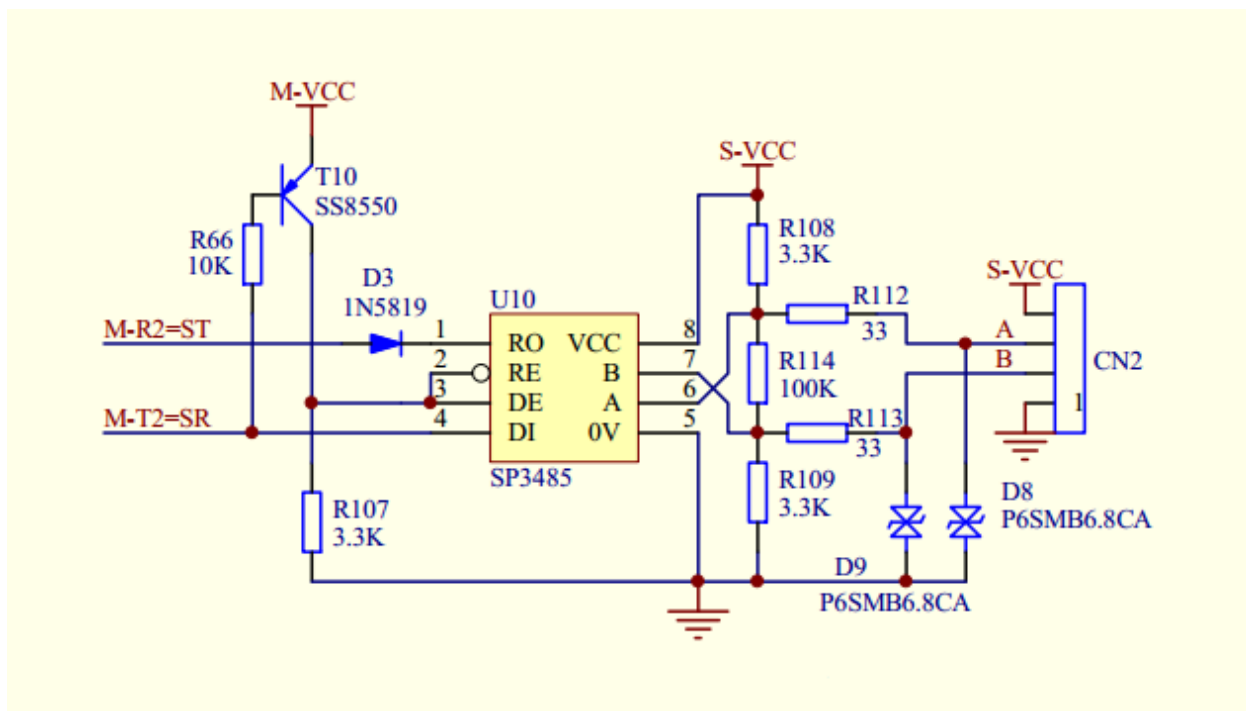 M-VCC
T10
SS8550
R66
10K
D3
1N5819
U10
M-R2=ST
1
RO
VCC
8
2
RE
B
7
3
DE
A
6
M-T2=SR
4
DI
0V
5
SP3485
R107
3.3K
S-VCC
R108
3.3K
R112
33
R114
100K
R113
33
R109
3.3K
S-VCC
A
B
CN2
1
D8
P6SMB6.8CA
D9
P6SMB6.8CA